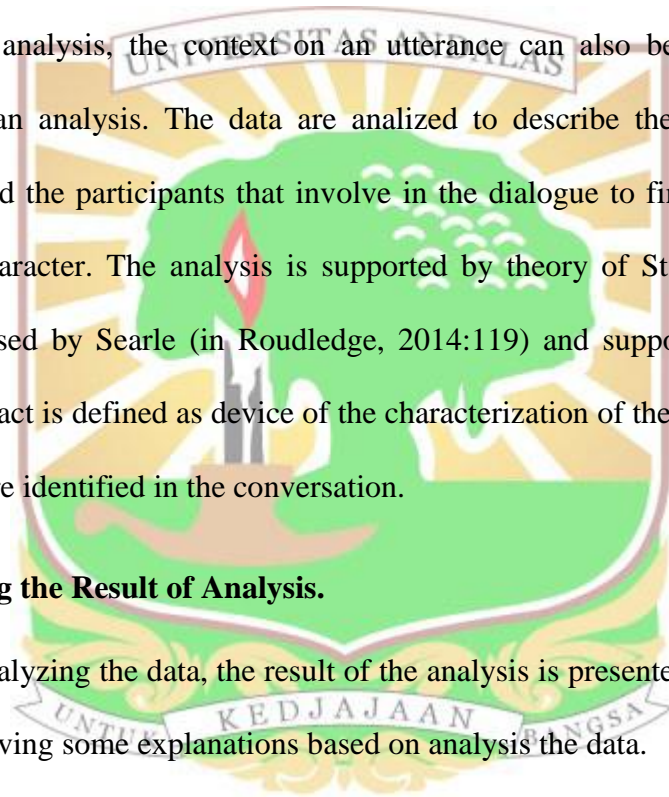 UNIVERSITAS ANDALAS
analysis, the context on an utterance can also be
an analysis. The data are analized to describe the
d the participants that involve in the dialogue to fi
aracter. The analysis is supported by theory of St
sed by Searle (in Roudledge, 2014:119) and suppo
act is defined as device of the characterization of the
re identified in the conversation.
g the Result of Analysis.
alyzing the data, the result of the analysis is presente
ving some explanations based on analysis the data.
UNTUK KEDJAJAAN BANGSA